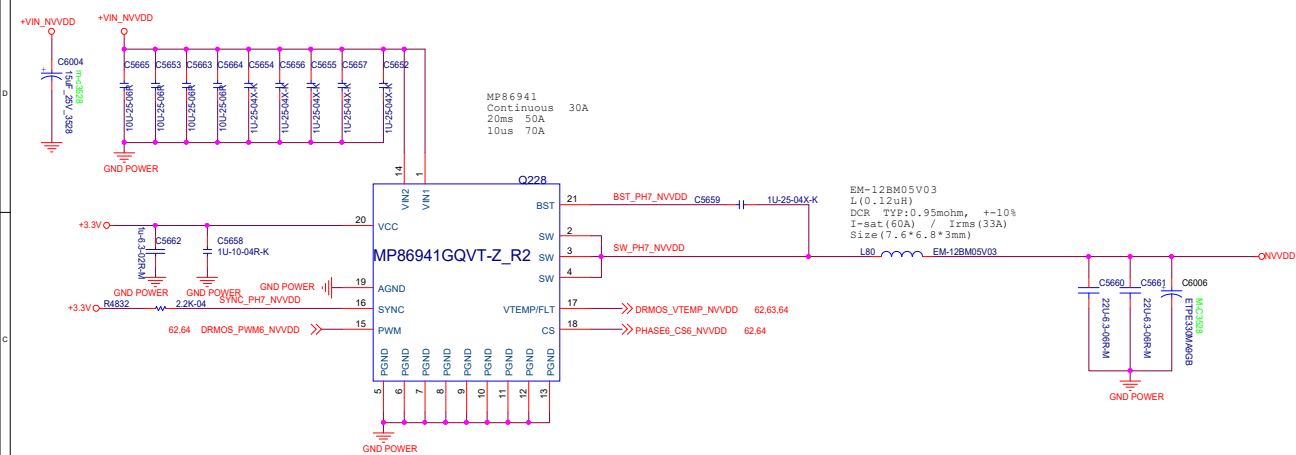 +VIN_NVVDD
+VIN_NVVDD
C6004
15uF_25V_3528
m-c3528
C5665
C5653
C5663
C5664
C5654
C5656
C5655
C5657
C5652
10U-25-06R
10U-25-06R
10U-25-06R
10U-25-06R
1U-25-04X-K
1U-25-04X-K
1U-25-04X-K
1U-25-04X-K
1U-25-04X-K
GND POWER
D
MP86941
Continuous 30A
20ms 50A
10us 70A
14
1
Q228
VIN2
VIN1
BST
21
BST_PH7_NVVDD
C5659
1U-25-04X-K
EM-12BM05V03
L(0.12uH)
DCR TYP:0.95mohm, +-10%
I-sat(60A) / Irms(33A)
Size(7.6*6.8*3mm)
+3.3V
20
VCC
SW
2
C5662
1u-6.3-02R-M
C5658
1U-10-04R-K
MP86941GQVT-Z_R2
SW
3
SW_PH7_NVVDD
L80
EM-12BM05V03
NVVDD
SW
4
GND POWER
GND POWER
GND POWER
19
AGND
C5660
22U-6.3-06R-M
C5661
22U-6.3-06R-M
C6006
ETPE330MA9GB
M-C3528
+3.3V
R4832
2.2K-04
SYNC_PH7_NVVDD
16
SYNC
VTEMP/FLT
17
DRMOS_VTEMP_NVVDD 62,63,64
62,64 DRMOS_PWM6_NVVDD
15
PWM
CS
18
PHASE6_CS6_NVVDD 62,64
C
PGND
PGND
PGND
PGND
PGND
PGND
PGND
PGND
PGND
5
6
7
8
9
10
11
12
13
GND POWER
GND POWER